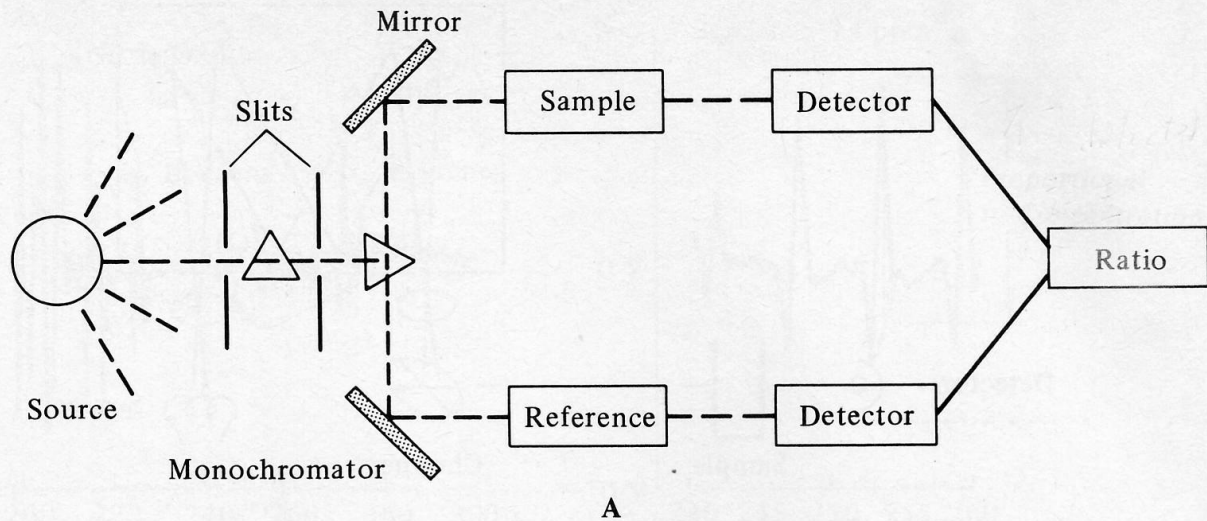 Mirror
Slits
Sample
Detector
Ratio
Source
Reference
Detector
Monochromator
A